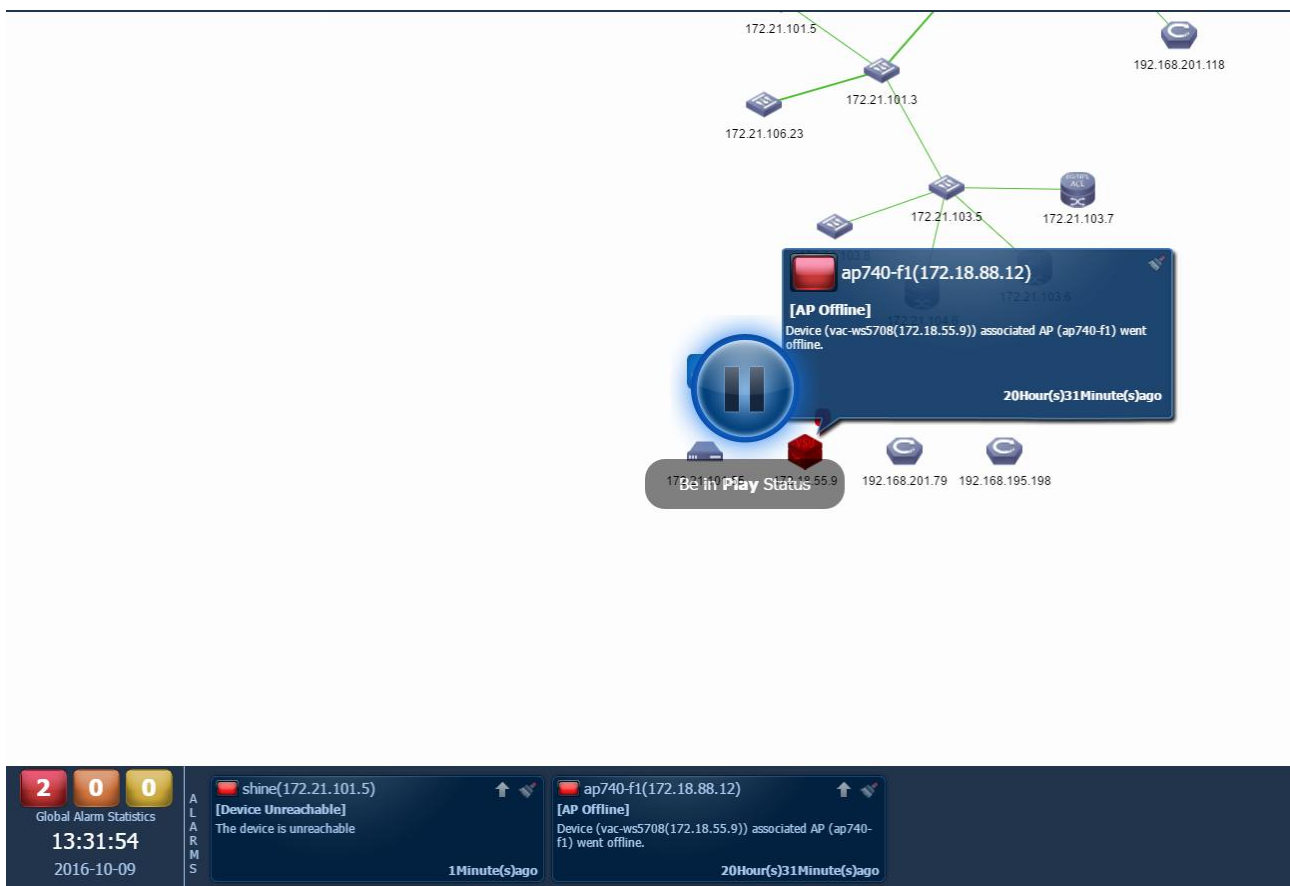 172.21.101.5
192.168.201.118
172.21.101.3
172.21.106.23
172.21.103.5
172.21.103.7
ap740-f1(172.18.88.12)
172.21.103.6
[AP Offline]
172.21.104.6
Device (vac-ws5708(172.18.55.9)) associated AP (ap740-f1) went
offline.
20Hour(s)31Minute(s)ago
192.168.201.79
192.168.195.198
Be in Play Status
2 0 0
Global Alarm Statistics
13:31:54
2016-10-09
ALARMS
shine(172.21.101.5)
[Device Unreachable]
The device is unreachable
1Minute(s)ago
ap740-f1(172.18.88.12)
[AP Offline]
Device (vac-ws5708(172.18.55.9)) associated AP (ap740-
f1) went offline.
20Hour(s)31Minute(s)ago